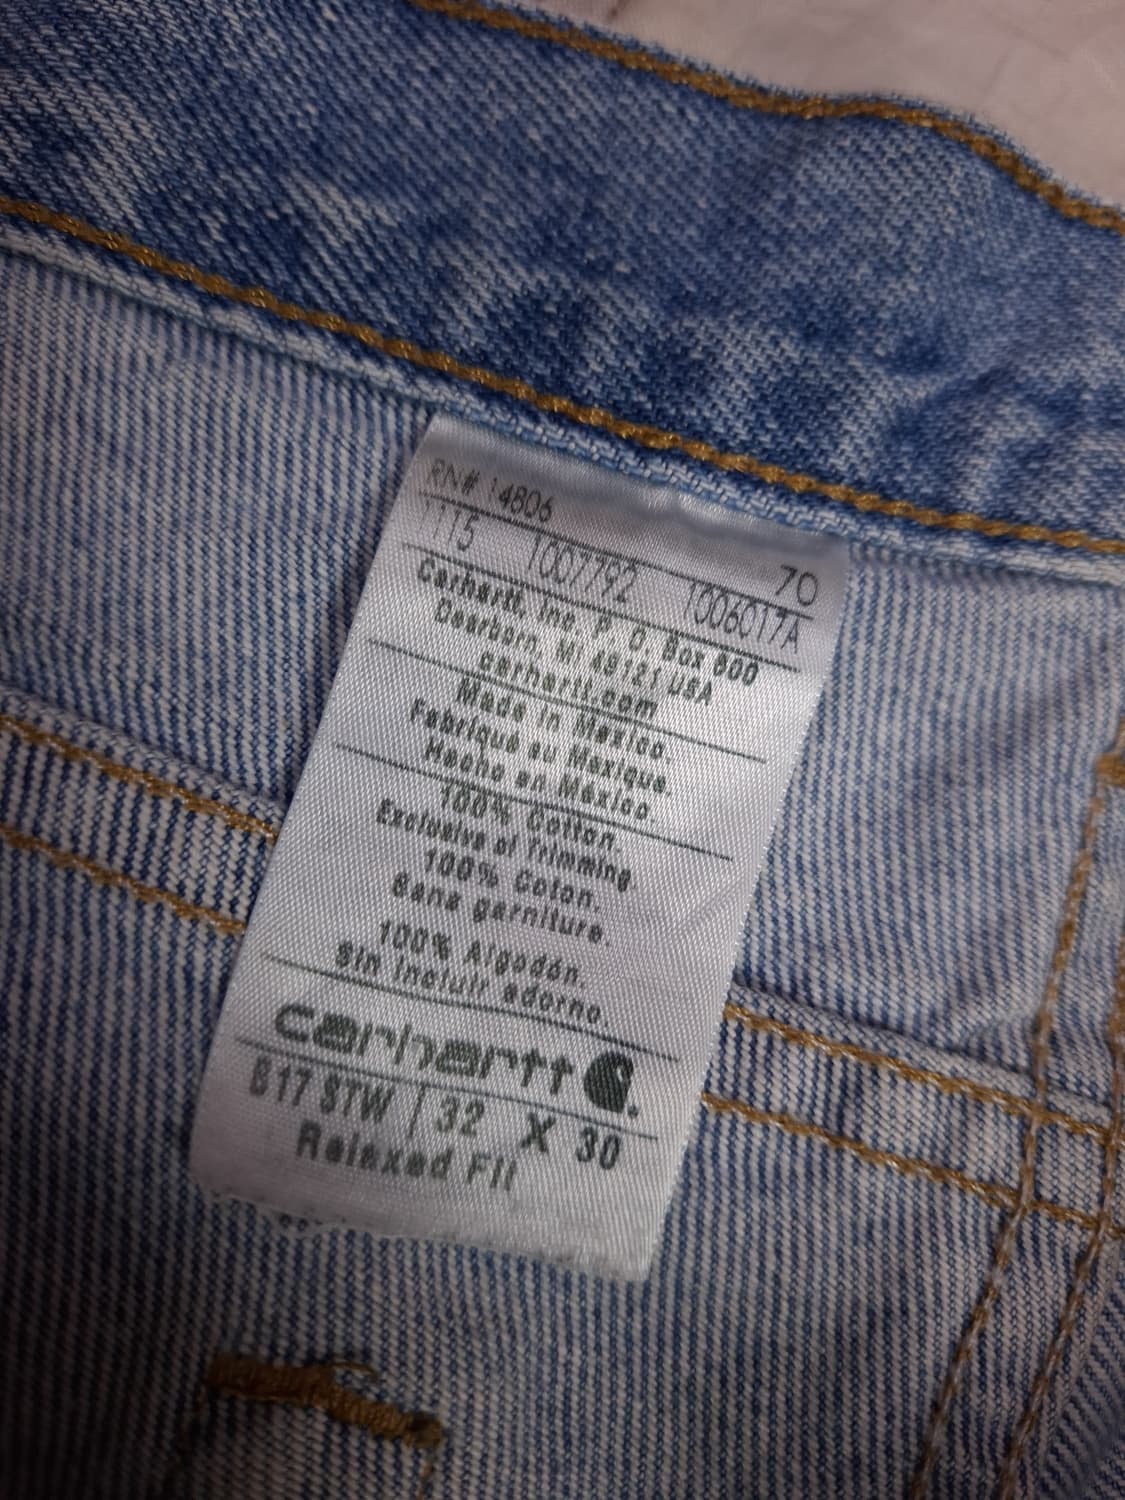 RN# 14806
70
1115 1007792 1006017A
Carhartt, Inc. P. O. Box 600
Dearborn, MI 48121 USA
carhartt.com
Made in Mexico.
Fabriqué au Mexique.
Hecho en México
100% Cotton.
Exclusive of Trimming.
100% Coton.
Sans garniture.
100% Algodón.
Sin incluir adorno.
carhartt
B17 STW | 32 X 30
Relaxed Fit